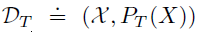 𝒟_T ≐ (𝒳, P_T(X))